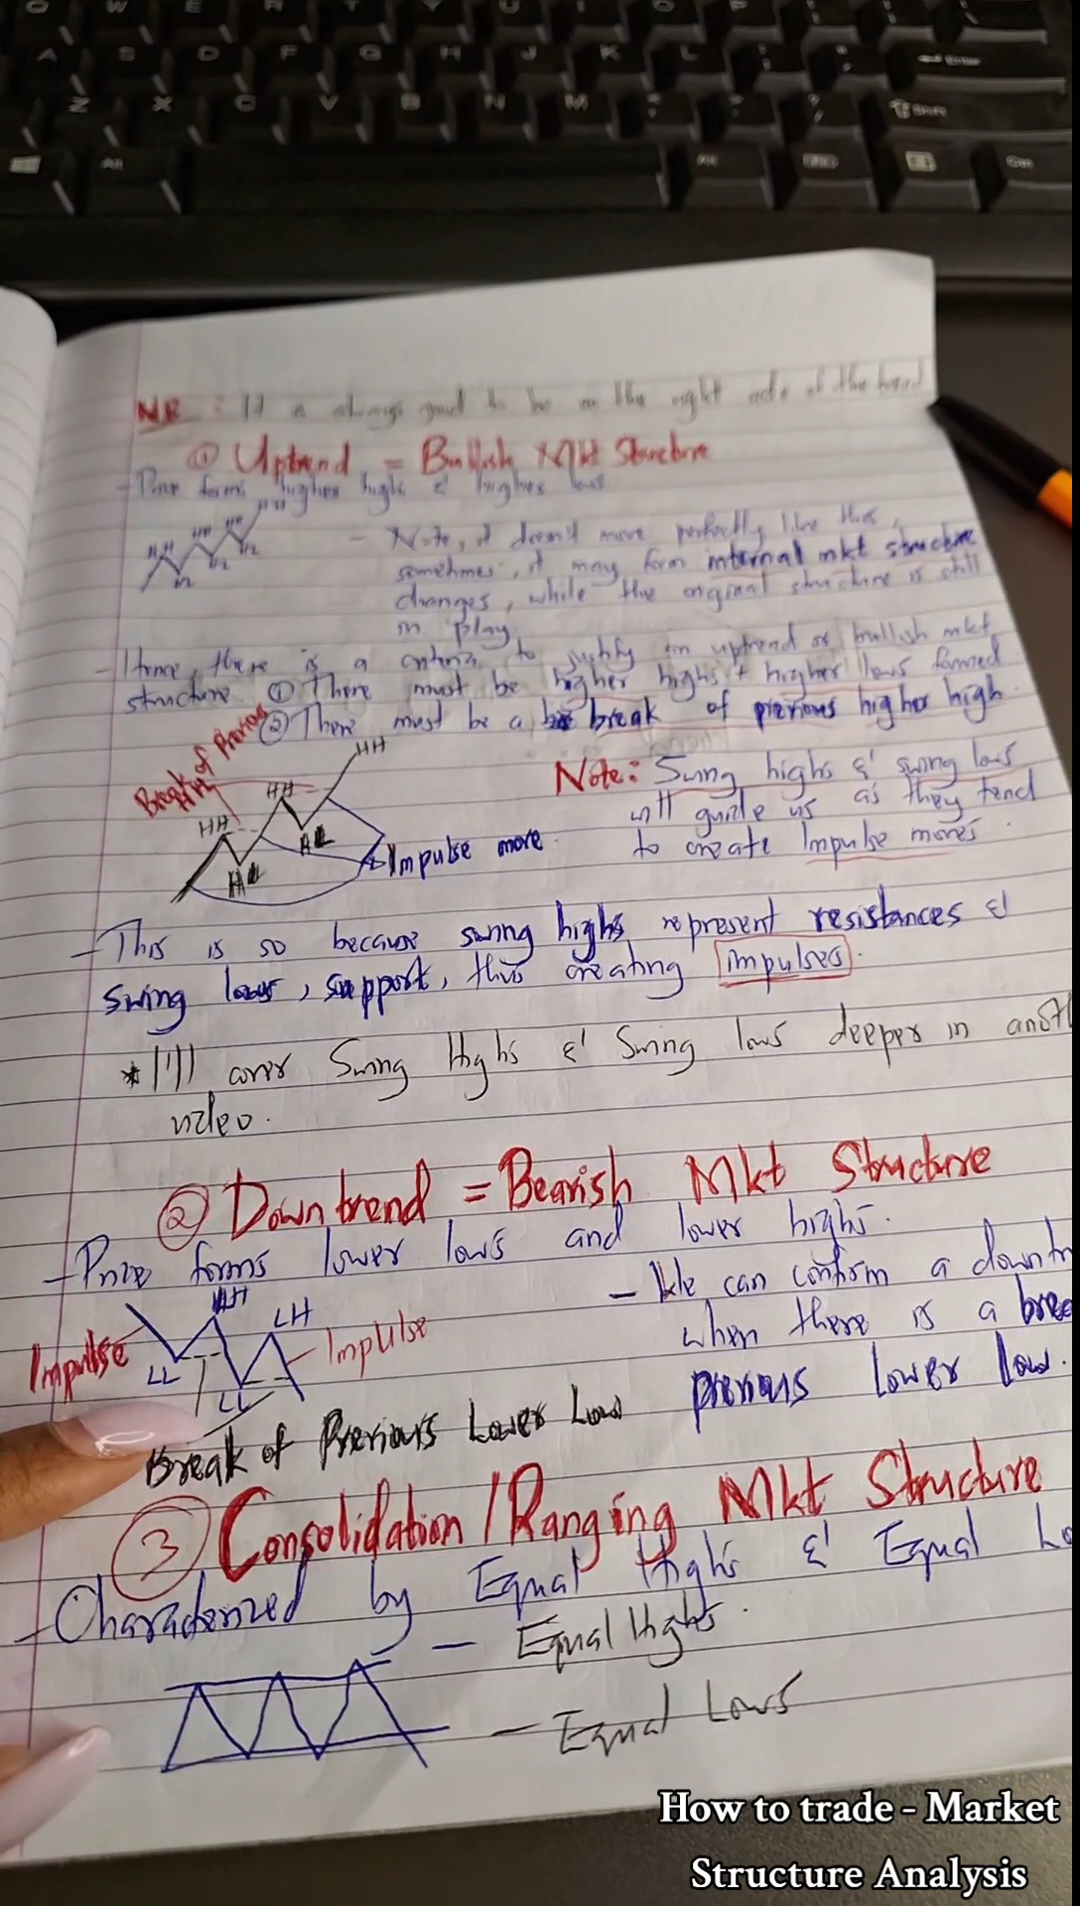 NB: It is always good to be on the right side of the trend
① Uptrend = Bullish Mkt Structure
- Price forms higher highs & higher lows
HH
HH HH HH
HL HL HL
- Note, it doesn't move perfectly like this,
sometimes, it may form internal mkt structure
changes, while the original structure is still
in play
- Hence, there is a criteria to justify an uptrend or bullish mkt
structure ① There must be higher highs + higher lows formed
② There must be a break of previous higher high
Break of Previous
HH
HH
HH
HH
HL
HL
Impulse move.
Note: Swing highs & swing lows
will guide us as they tend
to create Impulse moves.
- This is so because swing highs represent resistances &
swing lows, support, thus creating impulses.
* I'll cover Swing Highs & Swing lows deeper in anoth
video.
② Downtrend = Bearish Mkt Structure
- Price forms lower lows and lower highs.
- We can confirm a downtr
when there is a brea
previous lower low.
Impulse
LL
LH
LH
LL
Impulse
Break of Previous Lower Low
③ Consolidation/Ranging Mkt Structure
- Characterized by Equal Highs & Equal Lo
- Equal Highs.
- Equal Lows
How to trade - Market
Structure Analysis